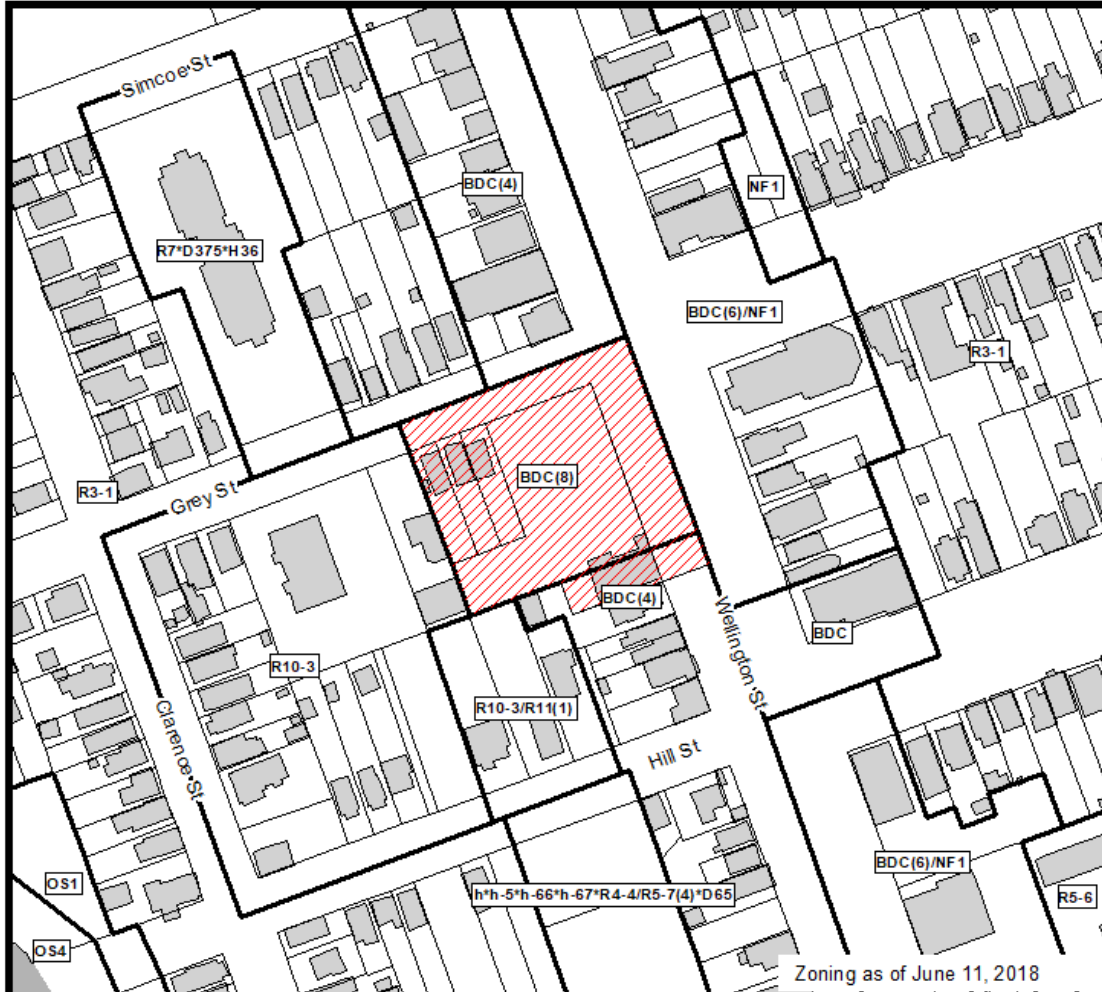 Simcoe St
BDC(4)
NF1
R7*D375*H36
BDC(6)/NF1
R3-1
BDC(8)
R3-1
Grey St
BDC(4)
Wellington St
BDC
R10-3
R10-3/R11(1)
Clarence St
Hill St
BDC(6)/NF1
OS1
h*h-5*h-66*h-67*R4-4/R5-7(4)*D65
R5-6
OS4
Zoning as of June 11, 2018